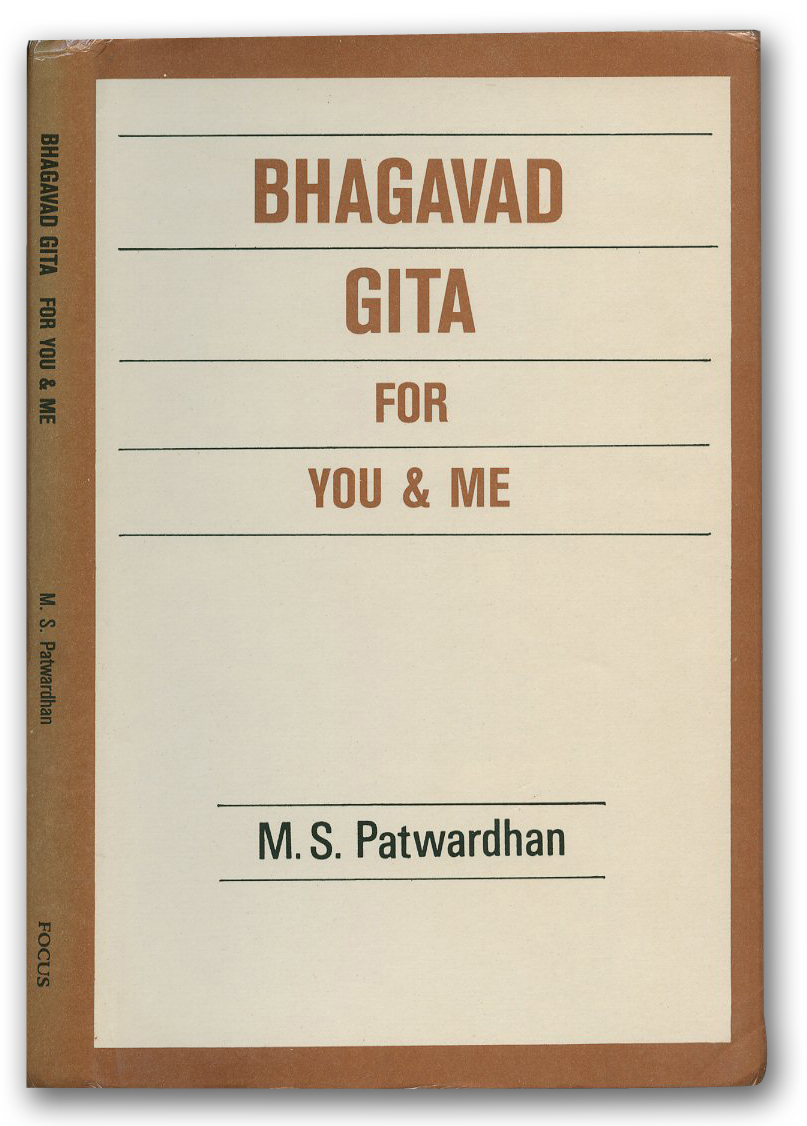 BHAGAVAD GITA FOR YOU & ME
M. S. Patwardhan
FOCUS
BHAGAVAD
GITA
FOR
YOU & ME
M. S. Patwardhan